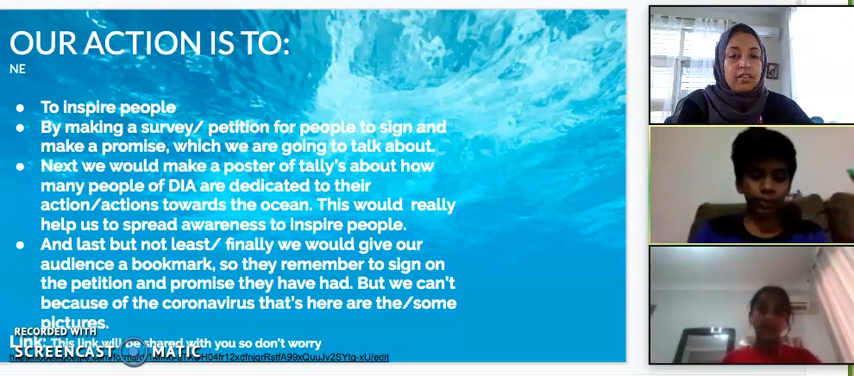 OUR ACTION IS TO:
NE
● To inspire people
● By making a survey/ petition for people to sign and
make a promise, which we are going to talk about.
● Next we would make a poster of tally's about how
many people of DIA are dedicated to their
action/actions towards the ocean. This would really
help us to spread awareness to inspire people.
● And last but not least/ finally we would give our
audience a bookmark, so they remember to sign on
the petition and promise they have had. But we can't
because of the coronavirus that's here are the/some
pictures.
RECORDED WITH
Link: This link will be shared with you so don't worry
SCREENCAST MATIC